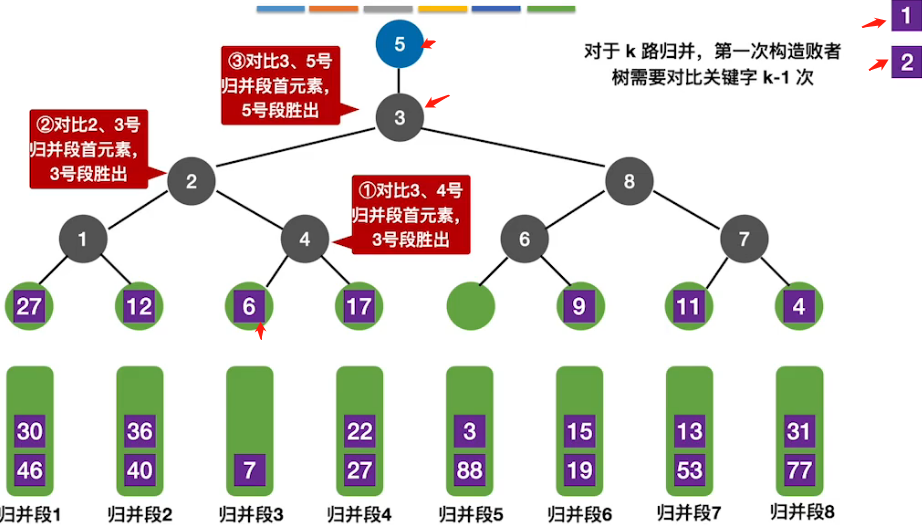 1
5
③对比3、5号
归并段首元素，
5号段胜出
对于 k 路归并，第一次构造败者
树需要对比关键字 k-1 次
2
3
②对比2、3号
归并段首元素，
3号段胜出
2
8
①对比3、4号
归并段首元素，
3号段胜出
1
4
6
7
27
12
6
17
9
11
4
30
36
22
3
15
13
31
46
40
7
27
88
19
53
77
归并段1
归并段2
归并段3
归并段4
归并段5
归并段6
归并段7
归并段8